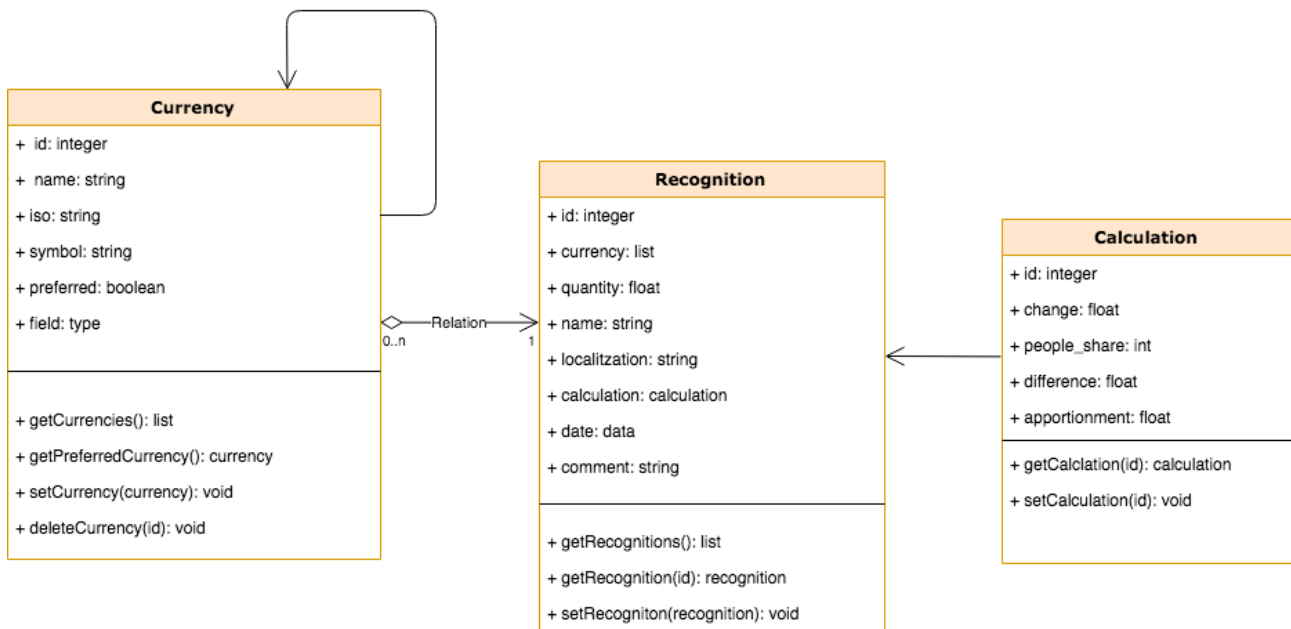 Currency
+ id: integer
+ name: string
+ iso: string
+ symbol: string
+ preferred: boolean
+ field: type
+ getCurrencies(): list
+ getPreferredCurrency(): currency
+ setCurrency(currency): void
+ deleteCurrency(id): void
Relation
0..n
1
Recognition
+ id: integer
+ currency: list
+ quantity: float
+ name: string
+ localitzation: string
+ calculation: calculation
+ date: data
+ comment: string
+ getRecognitions(): list
+ getRecognition(id): recognition
+ setRecogniton(recognition): void
Calculation
+ id: integer
+ change: float
+ people_share: int
+ difference: float
+ apportionment: float
+ getCalclation(id): calculation
+ setCalculation(id): void